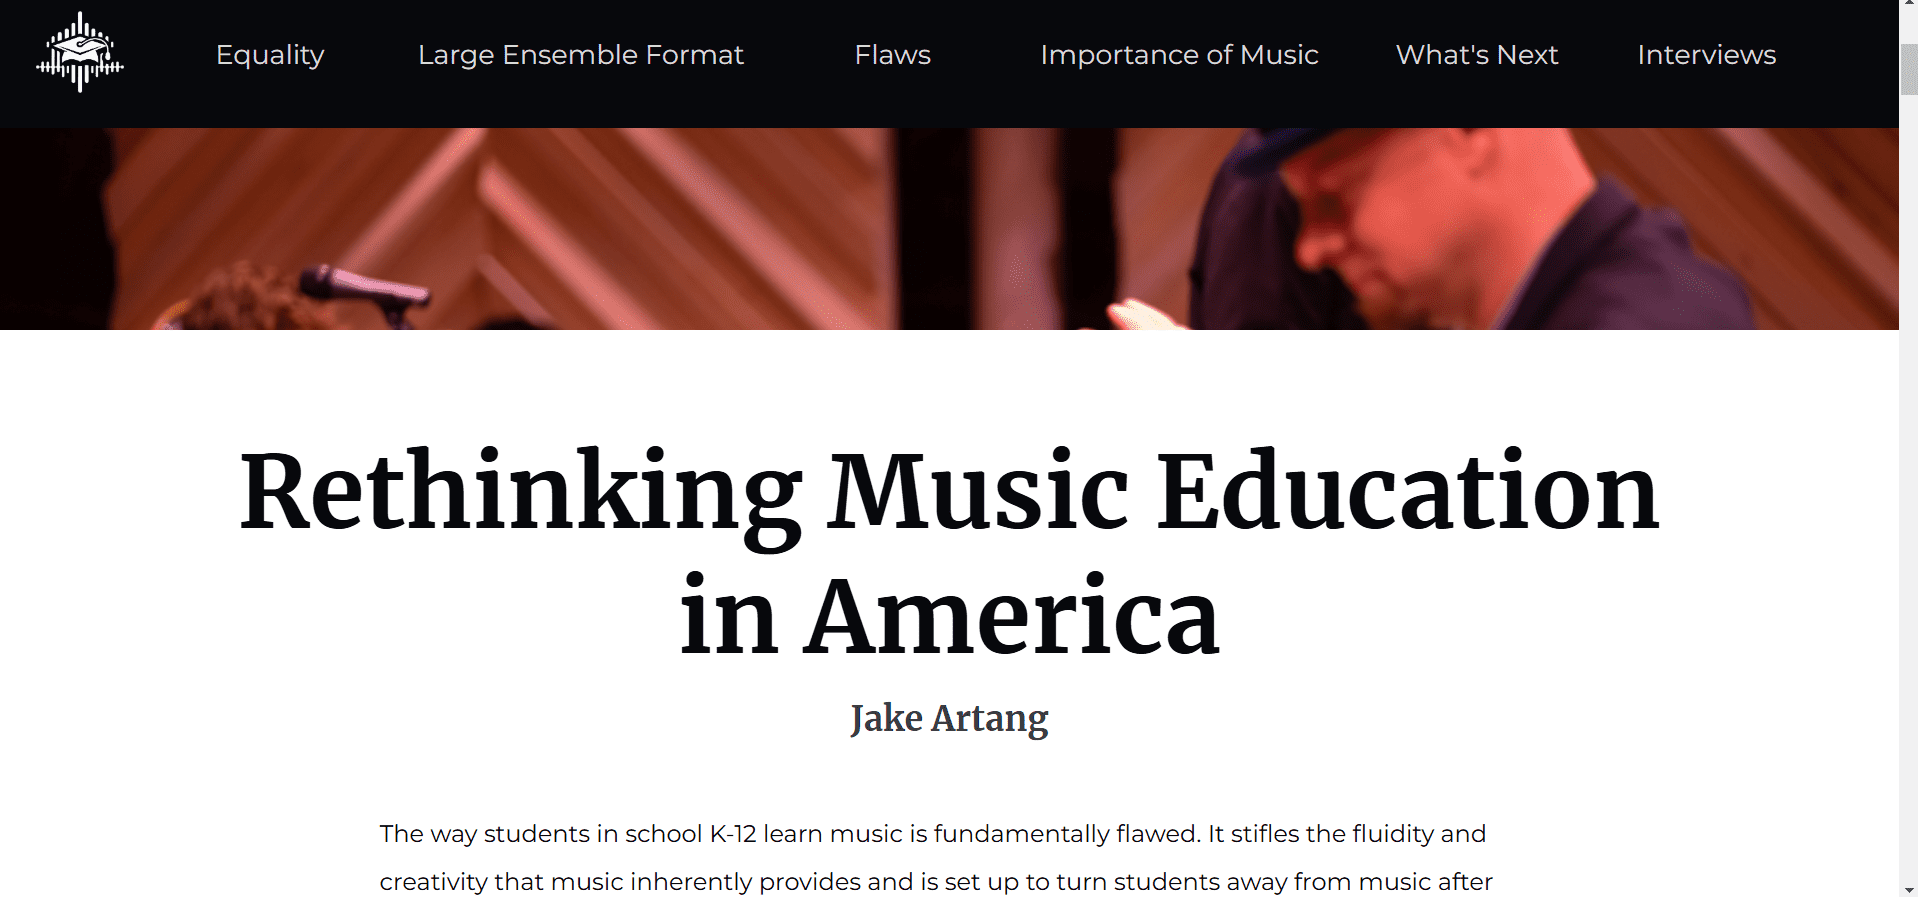 Equality Large Ensemble Format Flaws Importance of Music What's Next Interviews
Rethinking Music Education
in America
Jake Artang
The way students in school K-12 learn music is fundamentally flawed. It stifles the fluidity and
creativity that music inherently provides and is set up to turn students away from music after